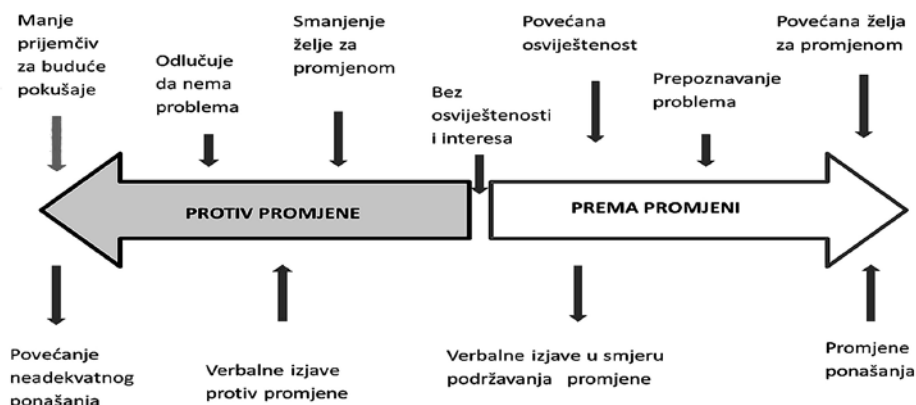 Manje
prijemčiv
za buduće
pokušaje
Odlučuje
da nema
problema
Smanjenje
želje za
promjenom
Bez
osviještenosti
i interesa
Povećana
osviještenost
Prepoznavanje
problema
Povećana želja
za promjenom
PROTIV PROMJENE
PREMA PROMJENI
Povećanje
neadekvatnog
ponašanja
Verbalne izjave
protiv promjene
Verbalne izjave u smjeru
podržavanja promjene
Promjene
ponašanja